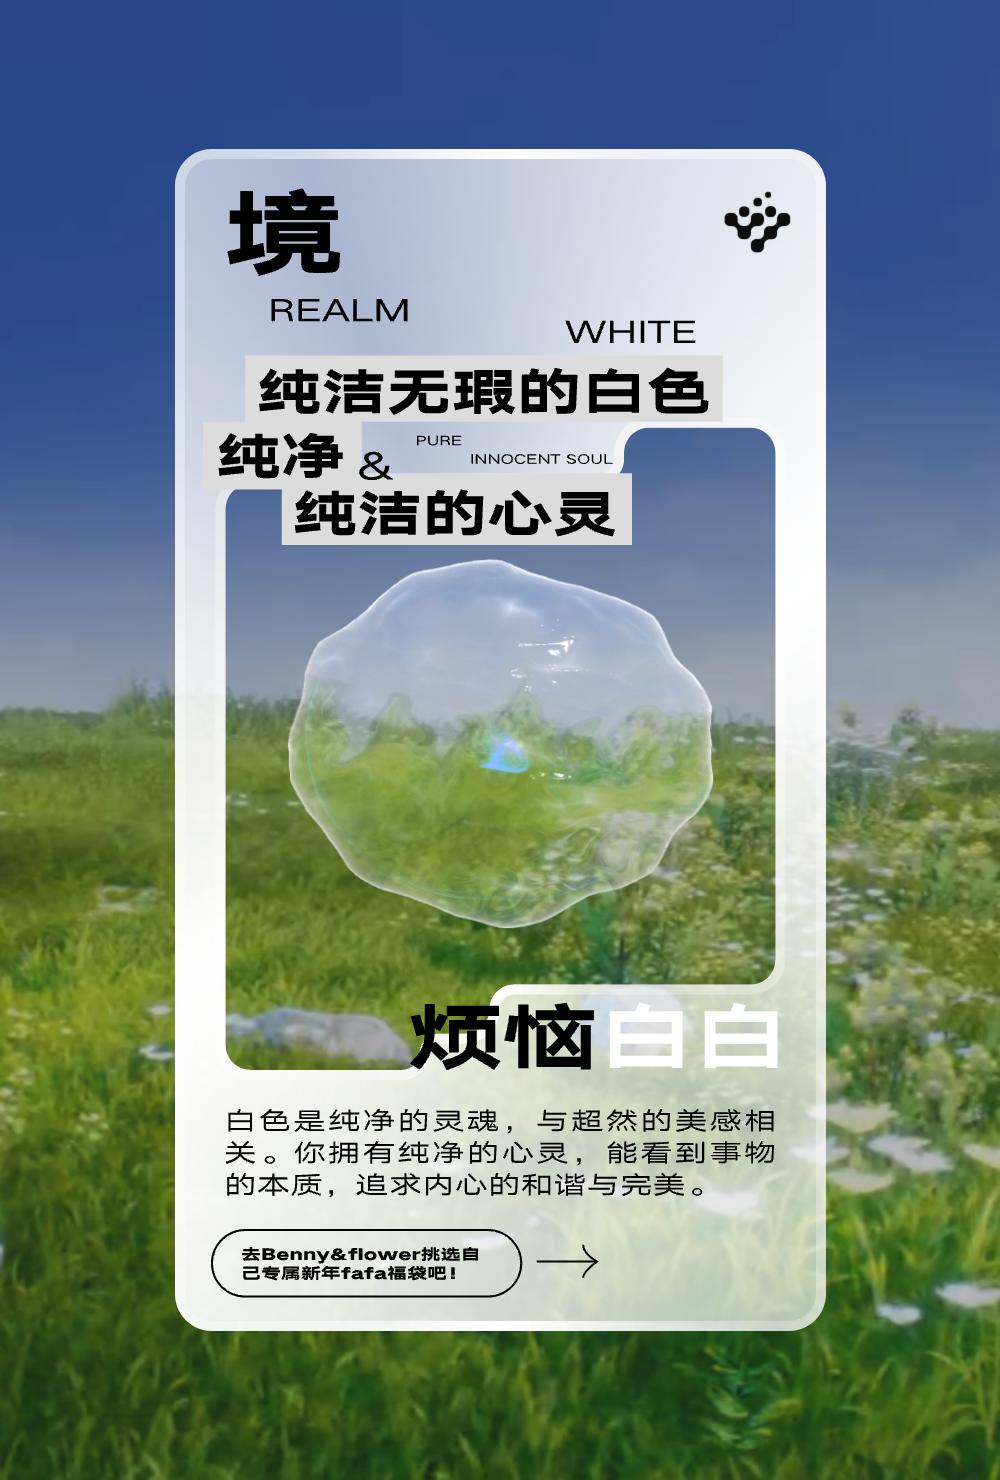 境
REALM
WHITE
纯洁无瑕的白色
纯净 &
PURE
INNOCENT SOUL
纯洁的心灵
烦恼白白
白色是纯净的灵魂，与超然的美感相
关。你拥有纯净的心灵，能看到事物
的本质，追求内心的和谐与完美。
去Benny&flower挑选自
己专属新年fafa福袋吧！